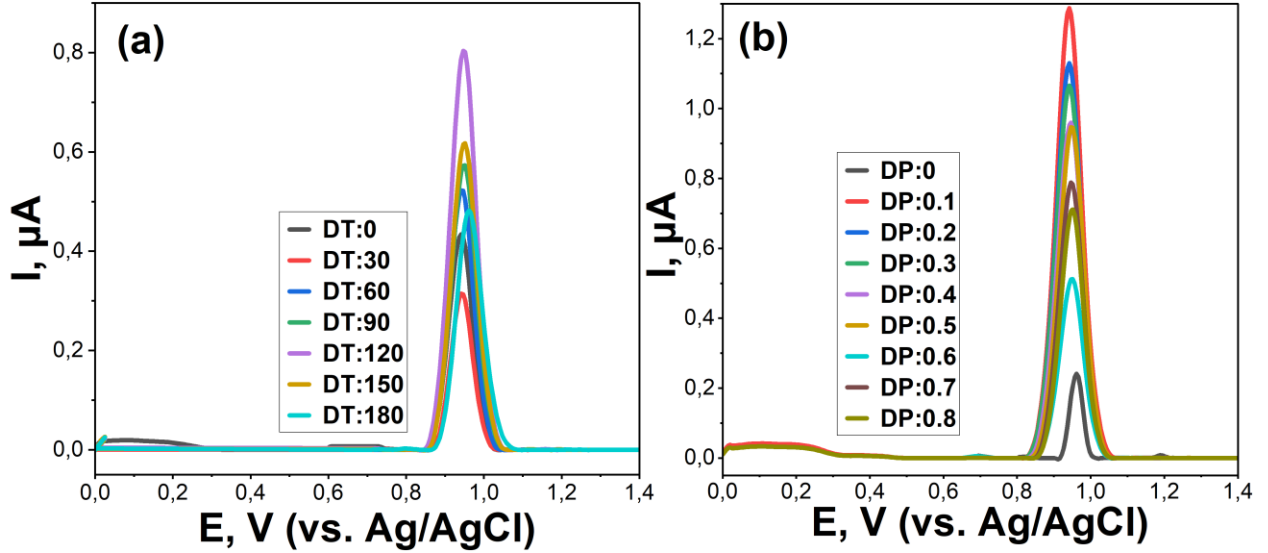 (a)
I, µA
0,8
0,6
0,4
0,2
0,0
DT:0
DT:30
DT:60
DT:90
DT:120
DT:150
DT:180
0,0 0,2 0,4 0,6 0,8 1,0 1,2 1,4
E, V (vs. Ag/AgCl)
(b)
I, µA
1,2
1,0
0,8
0,6
0,4
0,2
0,0
DP:0
DP:0.1
DP:0.2
DP:0.3
DP:0.4
DP:0.5
DP:0.6
DP:0.7
DP:0.8
0,0 0,2 0,4 0,6 0,8 1,0 1,2 1,4
E, V (vs. Ag/AgCl)